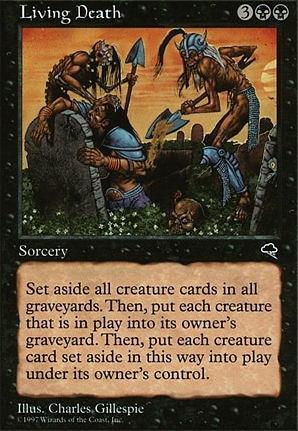 Living Death 3
Sorcery
Set aside all creature cards in all
graveyards. Then, put each creature
that is in play into its owner's
graveyard. Then, put each creature
card set aside in this way into play
under its owner's control.
Illus. Charles Gillespie
©1997 Wizards of the Coast, Inc.